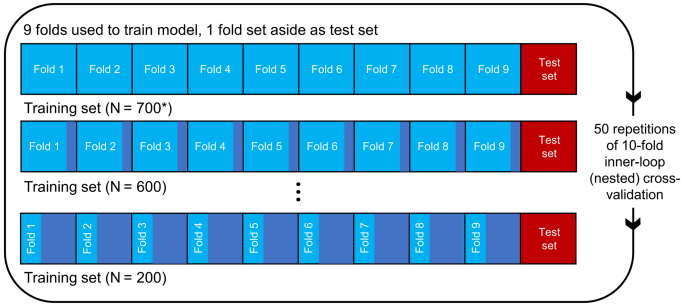 9 folds used to train model, 1 fold set aside as test set
Fold 1 Fold 2 Fold 3 Fold 4 Fold 5 Fold 6 Fold 7 Fold 8 Fold 9 Test set
Training set (N = 700*)
Fold 1 Fold 2 Fold 3 Fold 4 Fold 5 Fold 6 Fold 7 Fold 8 Fold 9 Test set
Training set (N = 600)
Fold 1 Fold 2 Fold 3 Fold 4 Fold 5 Fold 6 Fold 7 Fold 8 Fold 9 Test set
Training set (N = 200)
50 repetitions
of 10-fold
inner-loop
(nested) cross-
validation